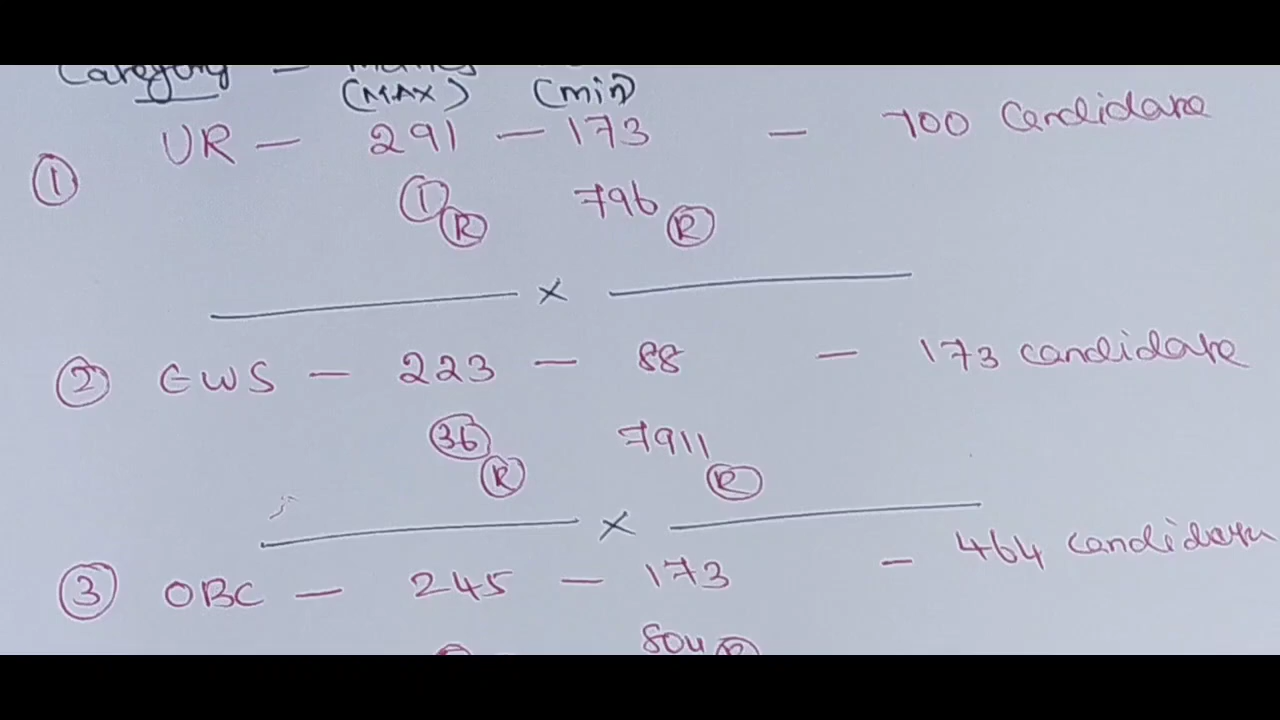 Category -
(MAX) (min)
① UR - 291 - 173 - 700 Candidate
① Ⓡ 796 Ⓡ
x
② EWS - 223 - 88 - 173 candidate
㊱ Ⓡ 7911 Ⓡ
x
③ OBC - 245 - 173 - 464 candidate
804 Ⓡ